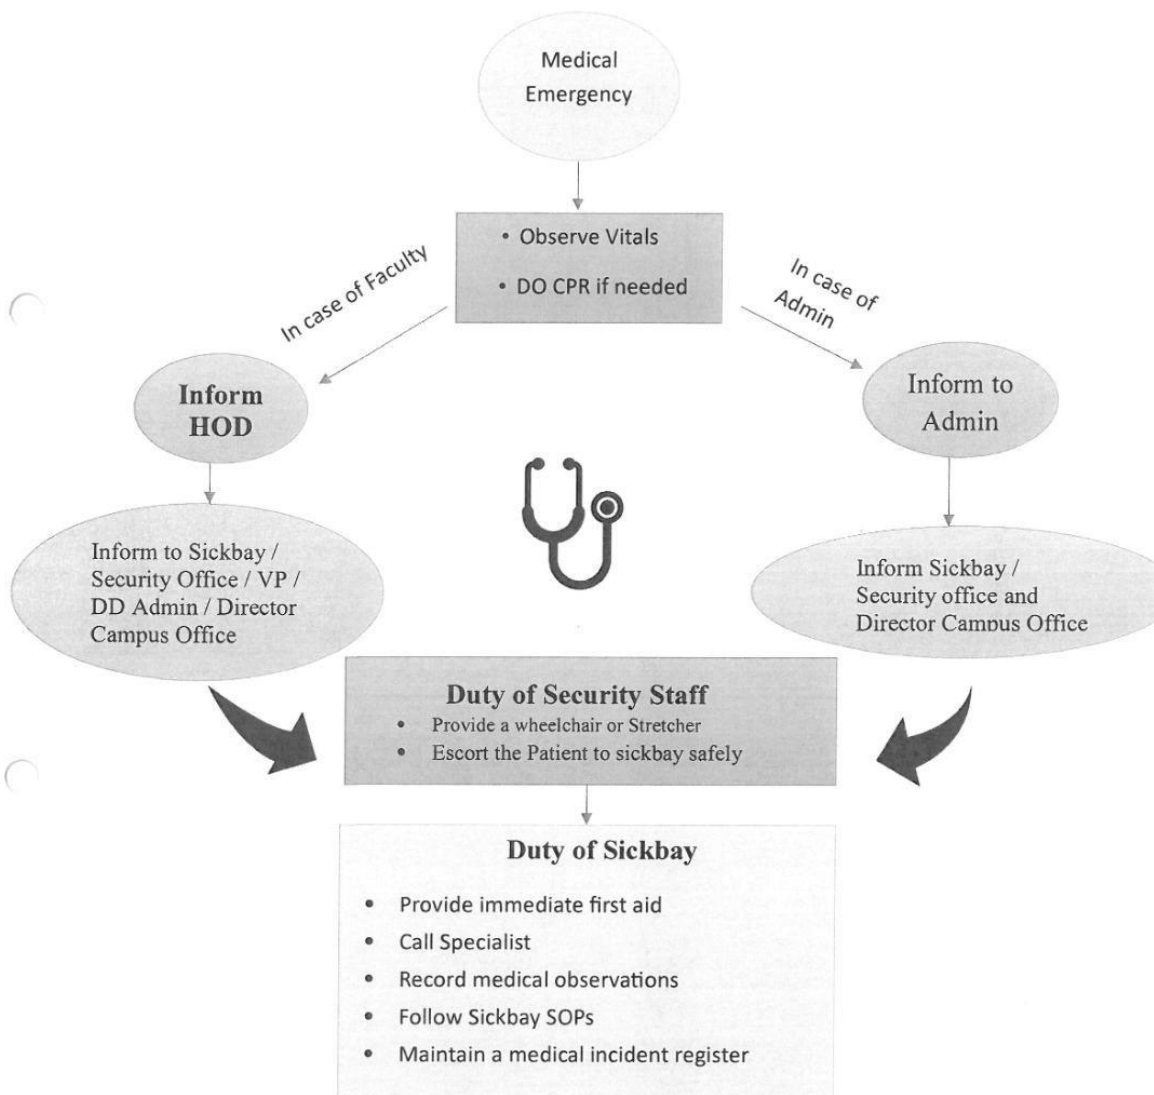 Medical
Emergency
• Observe Vitals
• DO CPR if needed
In case of Faculty
In case of
Admin
Inform
HOD
Inform to
Admin
Inform to Sickbay /
Security Office / VP /
DD Admin / Director
Campus Office
Inform Sickbay /
Security office and
Director Campus Office
Duty of Security Staff
• Provide a wheelchair or Stretcher
• Escort the Patient to sickbay safely
Duty of Sickbay
• Provide immediate first aid
• Call Specialist
• Record medical observations
• Follow Sickbay SOPs
• Maintain a medical incident register